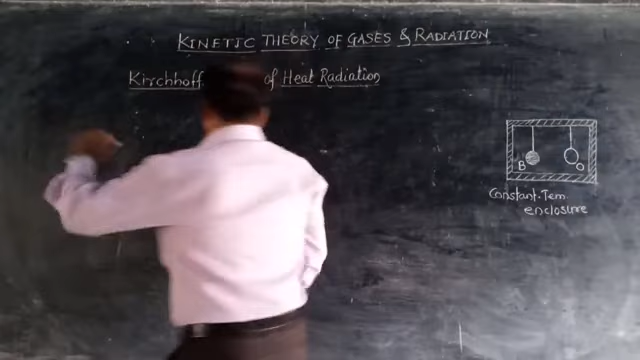 KINETIC THEORY OF GASES & RADIATION
Kirchhoff of Heat Radiation
B
O
Constant. Tem.
enclosure